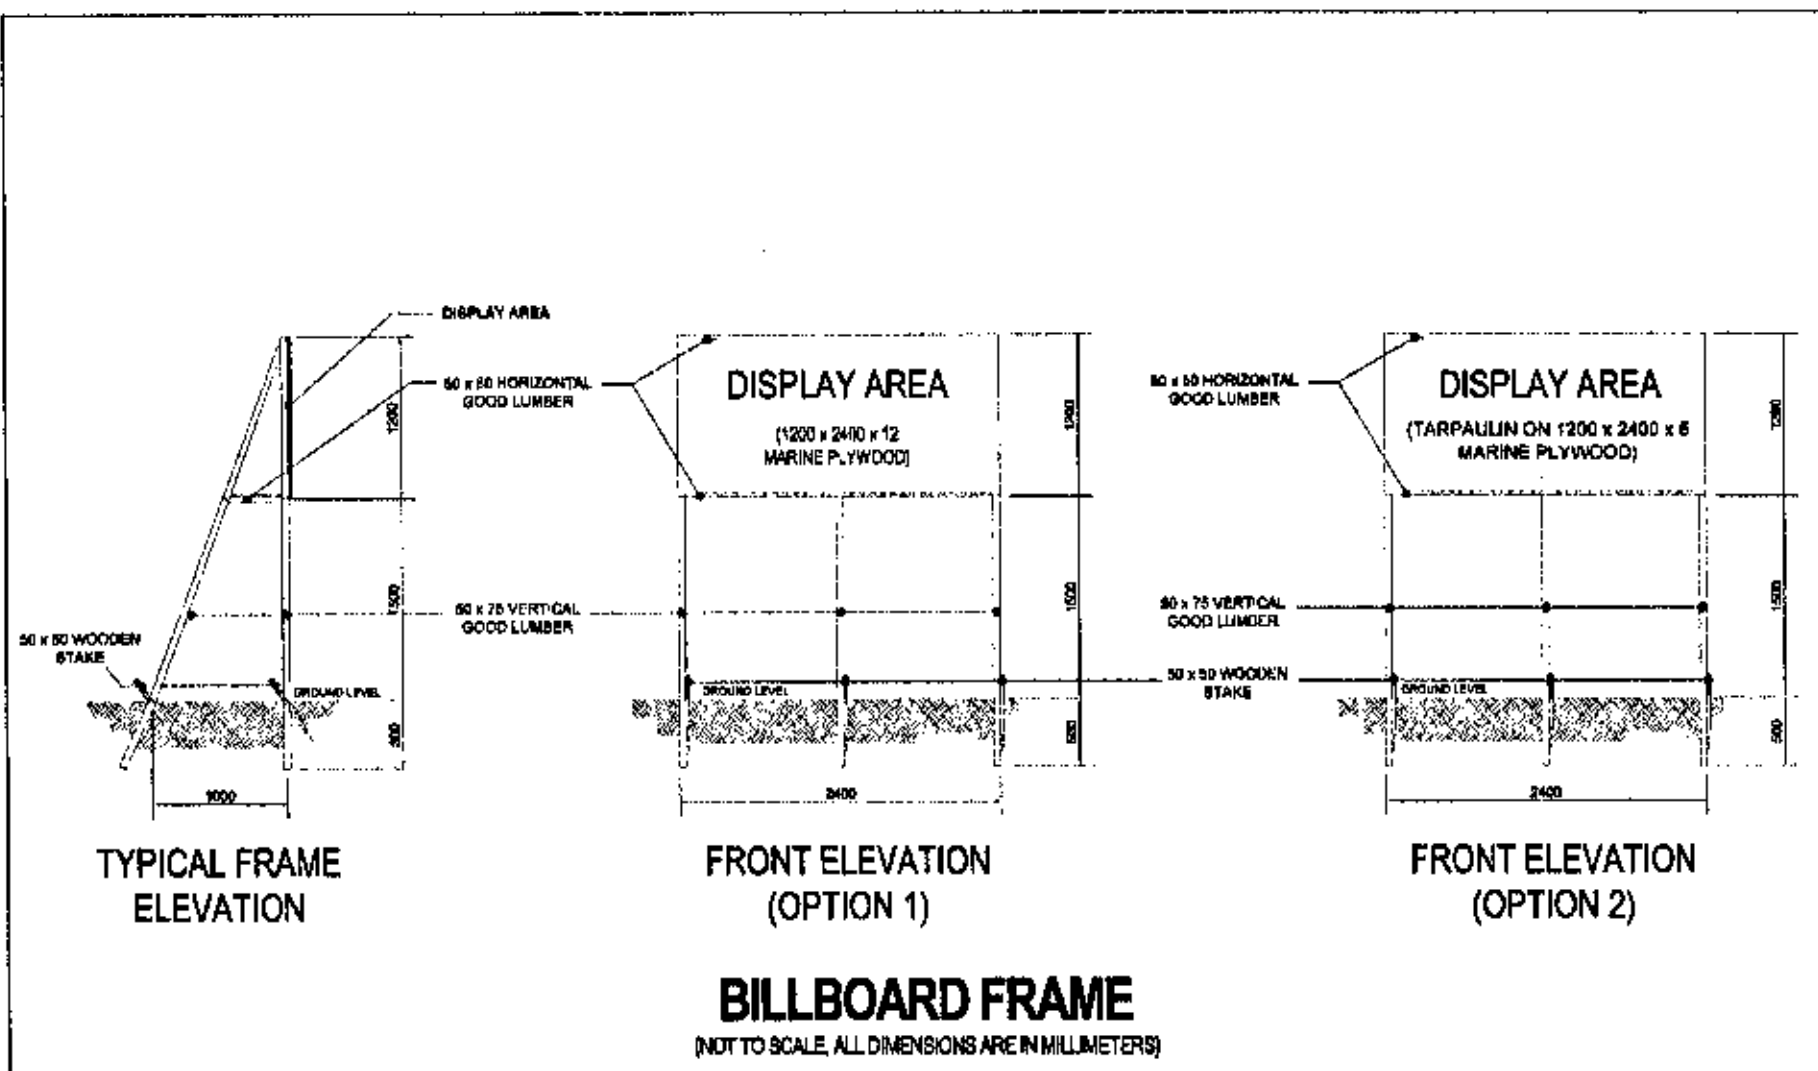 DISPLAY AREA
50 x 50 HORIZONTAL
GOOD LUMBER
1200
1500
50 x 75 VERTICAL
GOOD LUMBER
50 x 50 WOODEN
STAKE
GROUND LEVEL
1000
TYPICAL FRAME
ELEVATION
DISPLAY AREA
(1200 x 2400 x 12
MARINE PLYWOOD)
1200
1500
GROUND LEVEL
2400
FRONT ELEVATION
(OPTION 1)
50 x 50 HORIZONTAL
GOOD LUMBER
DISPLAY AREA
(TARPAULIN ON 1200 x 2400 x 5
MARINE PLYWOOD)
1200
50 x 75 VERTICAL
GOOD LUMBER
1500
50 x 50 WOODEN
STAKE
GROUND LEVEL
2400
FRONT ELEVATION
(OPTION 2)
BILLBOARD FRAME
(NOT TO SCALE, ALL DIMENSIONS ARE IN MILLIMETERS)